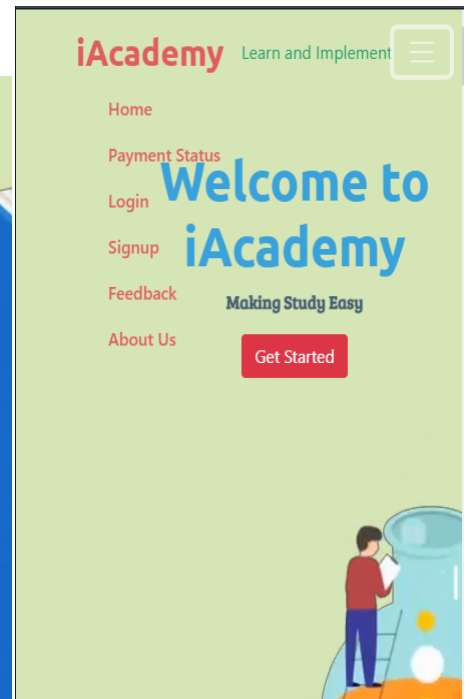 iAcademy Learn and Implement
Home
Payment Status
Login
Signup
Feedback
About Us
Welcome to
iAcademy
Making Study Easy
Get Started